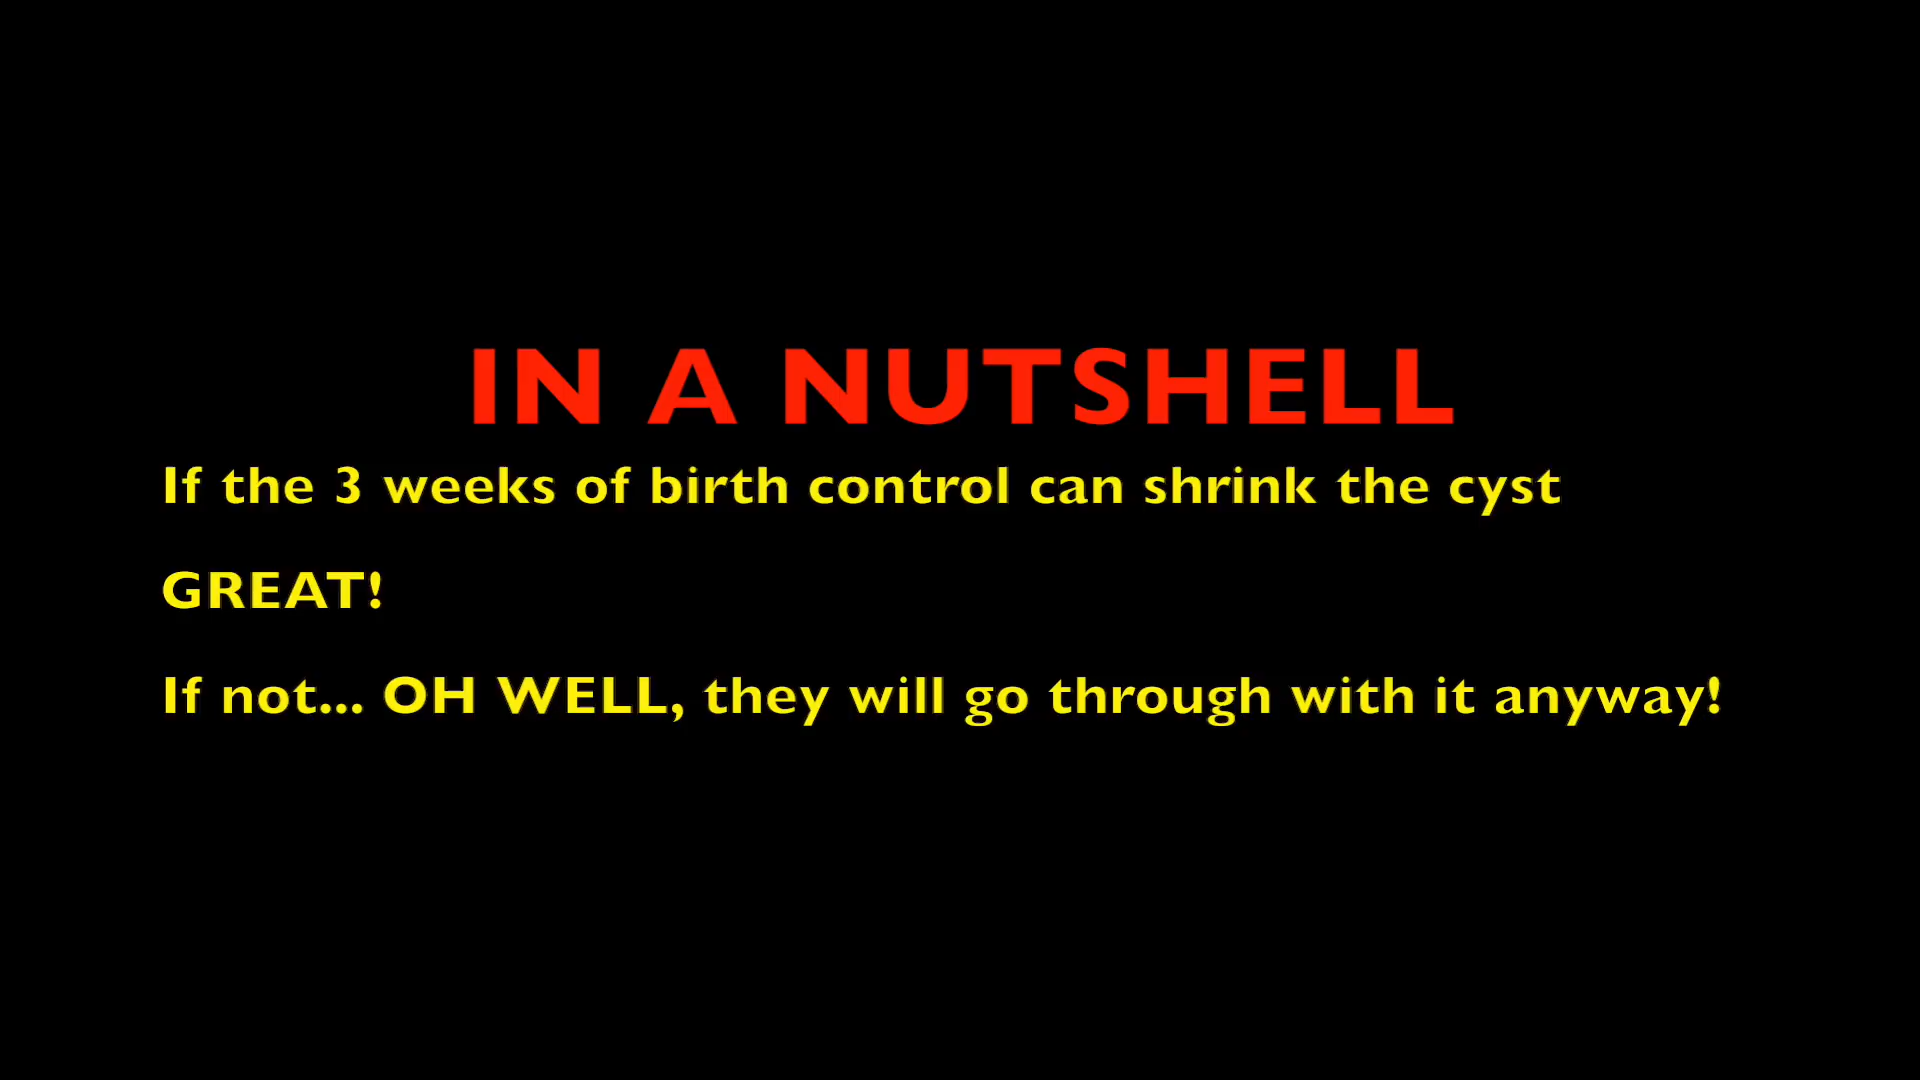 IN A NUTSHELL
If the 3 weeks of birth control can shrink the cyst
GREAT!
If not... OH WELL, they will go through with it anyway!